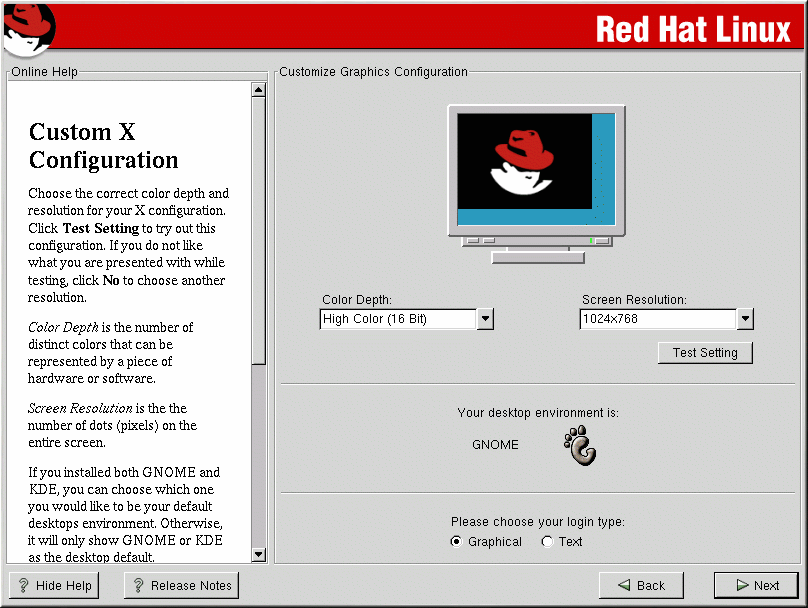 Red Hat Linux
Online Help
Custom X
Configuration
Choose the correct color depth and
resolution for your X configuration.
Click Test Setting to try out this
configuration. If you do not like
what you are presented with while
testing, click No to choose another
resolution.
Color Depth is the number of
distinct colors that can be
represented by a piece of
hardware or software.
Screen Resolution is the the
number of dots (pixels) on the
entire screen.
If you installed both GNOME and
KDE, you can choose which one
you would like to be your default
desktops environment. Otherwise,
it will only show GNOME or KDE
as the desktop default.
Customize Graphics Configuration
Color Depth:
High Color (16 Bit)
Screen Resolution:
1024x768
Test Setting
Your desktop environment is:
GNOME
Please choose your login type:
Graphical
Text
Hide Help
Release Notes
Back
Next